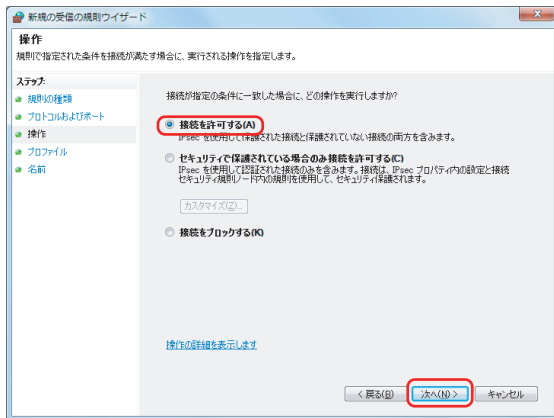 新規の受信の規則ウィザード
操作
規則で指定された条件を接続が満たす場合に、実行される操作を指定します。
ステップ:
規則の種類
プロトコルおよびポート
操作
プロファイル
名前
接続が指定の条件に一致した場合に、どの操作を実行しますか?
接続を許可する(A)
IPsec を使用して保護された接続と保護されていない接続の両方を含みます。
セキュリティで保護されている場合のみ接続を許可する(C)
IPsec を使用して認証された接続のみを含みます。接続は、IPsec プロパティ内の設定と接続
セキュリティ規則ノード内の規則を使用して、セキュリティ保護されます。
カスタマイズ(Z)...
接続をブロックする(K)
操作の詳細を表示します
< 戻る(B)
次へ(N) >
キャンセル